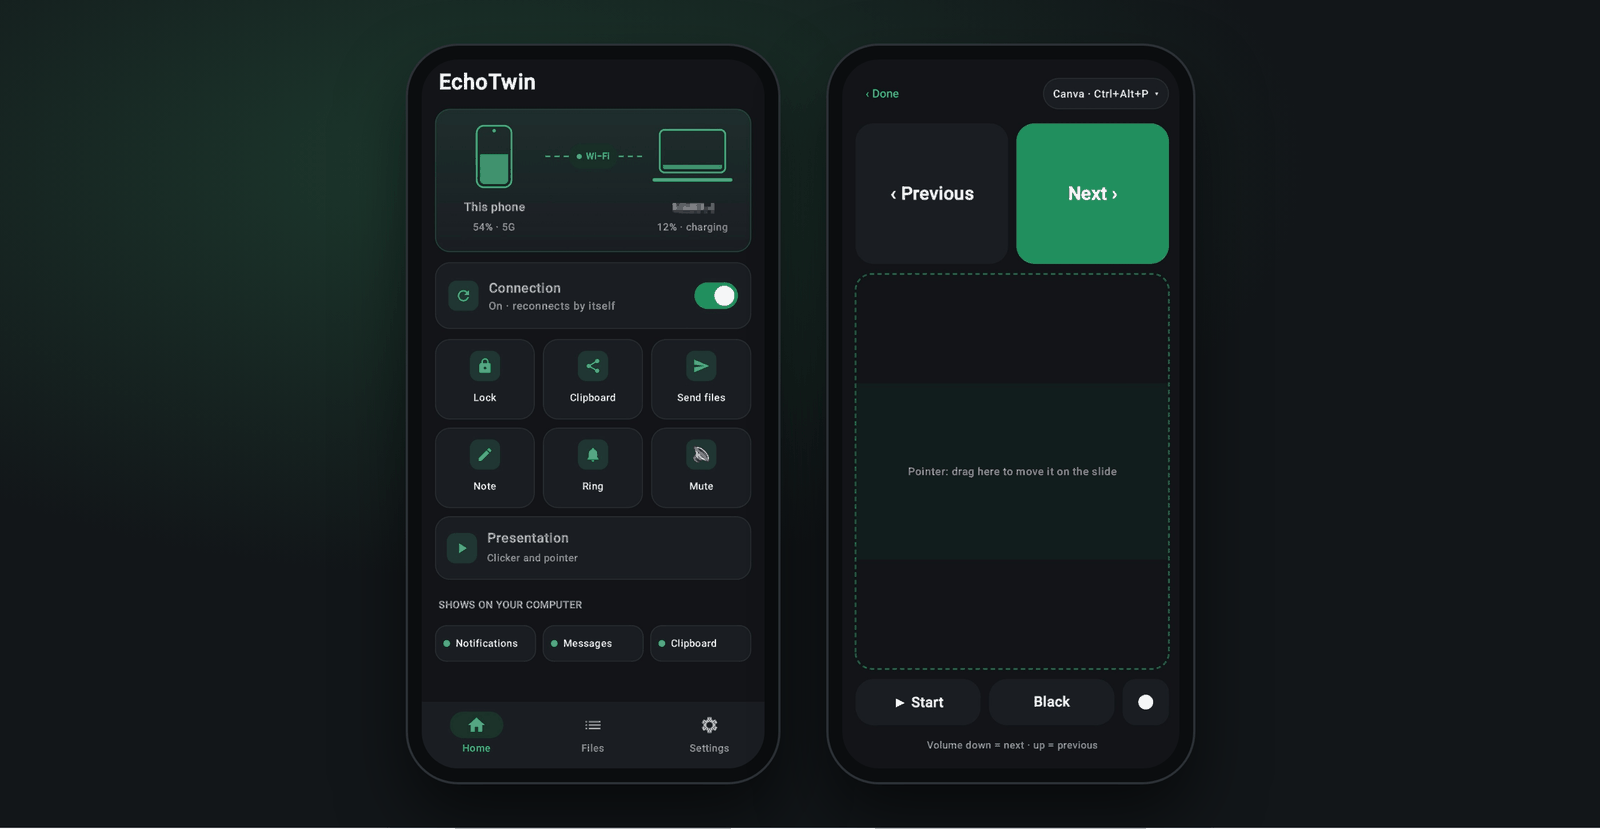 EchoTwin
Wi-Fi
This phone
54% · 5G
12% · charging
Connection
On · reconnects by itself
Lock
Clipboard
Send files
Note
Ring
Mute
Presentation
Clicker and pointer
SHOWS ON YOUR COMPUTER
Notifications
Messages
Clipboard
Home
Files
Settings
‹ Done
Canva · Ctrl+Alt+P
‹ Previous
Next ›
Pointer: drag here to move it on the slide
Start
Black
Volume down = next · up = previous